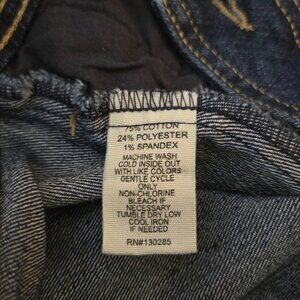 75% COTTON
24% POLYESTER
1% SPANDEX
MACHINE WASH
COLD INSIDE OUT
WITH LIKE COLORS
GENTLE CYCLE
ONLY
NON-CHLORINE
BLEACH IF
NECESSARY
TUMBLE DRY LOW
COOL IRON
IF NEEDED
RN#130285